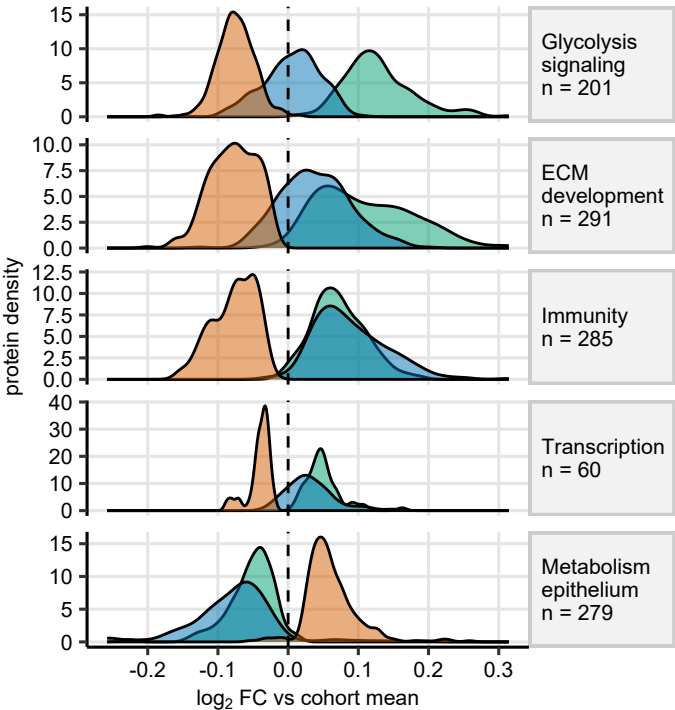 15
10
5
0
Glycolysis
signaling
n = 201
10.0
7.5
5.0
2.5
0.0
ECM
development
n = 291
protein density
12.5
10.0
7.5
5.0
2.5
0.0
Immunity
n = 285
40
30
20
10
0
Transcription
n = 60
15
10
5
0
Metabolism
epithelium
n = 279
-0.2 -0.1 0.0 0.1 0.2 0.3
log₂ FC vs cohort mean